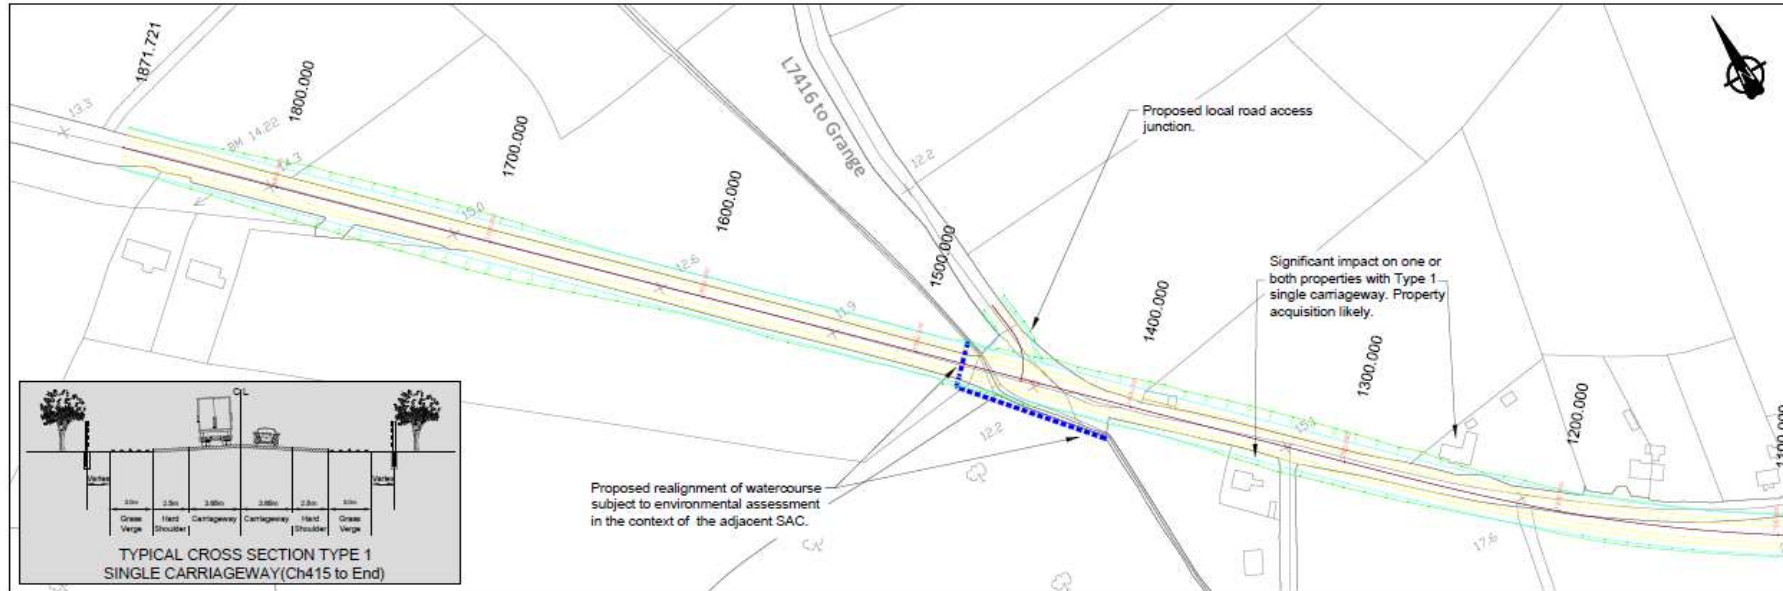 1871.721
1800.000
1700.000
1600.000
1500.000
1400.000
1300.000
1200.000
1100.000
13.3
BM 14.22
14.3
15.0
12.6
11.9
12.2
12.2
15.1
17.6
L7416 to Grange
Proposed local road access
junction.
Significant impact on one or
both properties with Type 1
single carriageway. Property
acquisition likely.
Proposed realignment of watercourse
subject to environmental assessment
in the context of the adjacent SAC.
Varies
Varies
3.0m 2.5m 3.65m 3.65m 2.5m 3.0m
Grass Hard Carriageway Carriageway Hard Grass
Verge Shoulder Shoulder Verge
TYPICAL CROSS SECTION TYPE 1
SINGLE CARRIAGEWAY(Ch415 to End)